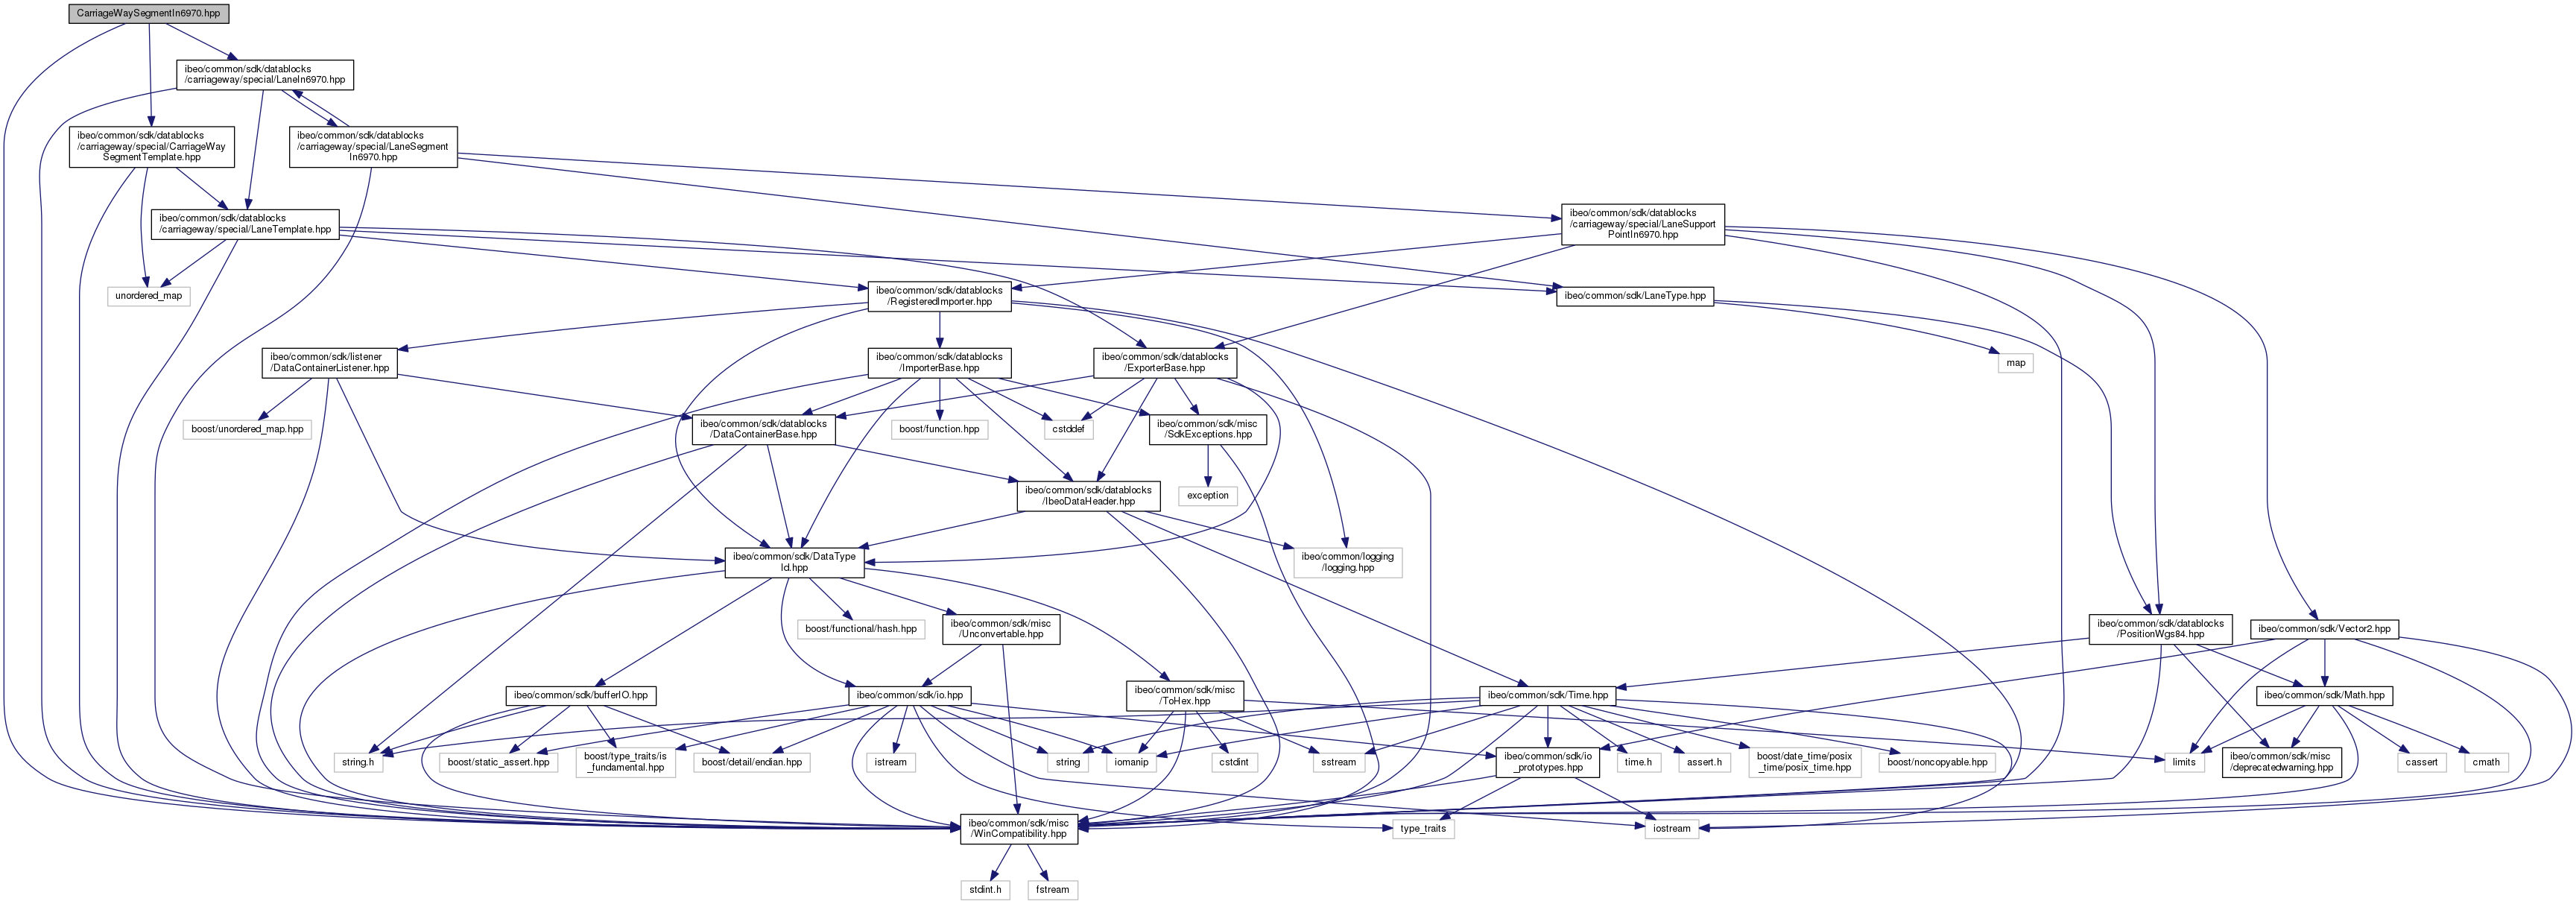 CarriageWaySegmentIn6970.hpp
ibeo/common/sdk/datablocks
/carriageway/special/LaneIn6970.hpp
ibeo/common/sdk/datablocks
/carriageway/special/CarriageWay
SegmentTemplate.hpp
ibeo/common/sdk/datablocks
/carriageway/special/LaneSegment
In6970.hpp
ibeo/common/sdk/datablocks
/carriageway/special/LaneTemplate.hpp
ibeo/common/sdk/datablocks
/carriageway/special/LaneSupport
PointIn6970.hpp
unordered_map
ibeo/common/sdk/datablocks
/RegisteredImporter.hpp
ibeo/common/sdk/LaneType.hpp
ibeo/common/sdk/listener
/DataContainerListener.hpp
ibeo/common/sdk/datablocks
/ImporterBase.hpp
ibeo/common/sdk/datablocks
/ExporterBase.hpp
map
boost/unordered_map.hpp
ibeo/common/sdk/datablocks
/DataContainerBase.hpp
boost/function.hpp
cstddef
ibeo/common/sdk/misc
/SdkExceptions.hpp
ibeo/common/sdk/datablocks
/IbeoDataHeader.hpp
exception
ibeo/common/sdk/DataType
Id.hpp
ibeo/common/logging
/logging.hpp
boost/functional/hash.hpp
ibeo/common/sdk/misc
/Unconvertable.hpp
ibeo/common/sdk/datablocks
/PositionWgs84.hpp
ibeo/common/sdk/Vector2.hpp
ibeo/common/sdk/bufferIO.hpp
ibeo/common/sdk/io.hpp
ibeo/common/sdk/misc
/ToHex.hpp
ibeo/common/sdk/Time.hpp
ibeo/common/sdk/Math.hpp
string.h
boost/static_assert.hpp
boost/type_traits/is
_fundamental.hpp
boost/detail/endian.hpp
istream
string
iomanip
cstdint
sstream
ibeo/common/sdk/io
_prototypes.hpp
time.h
assert.h
boost/date_time/posix
_time/posix_time.hpp
boost/noncopyable.hpp
limits
ibeo/common/sdk/misc
/deprecatedwarning.hpp
cassert
cmath
ibeo/common/sdk/misc
/WinCompatibility.hpp
type_traits
iostream
stdint.h
fstream